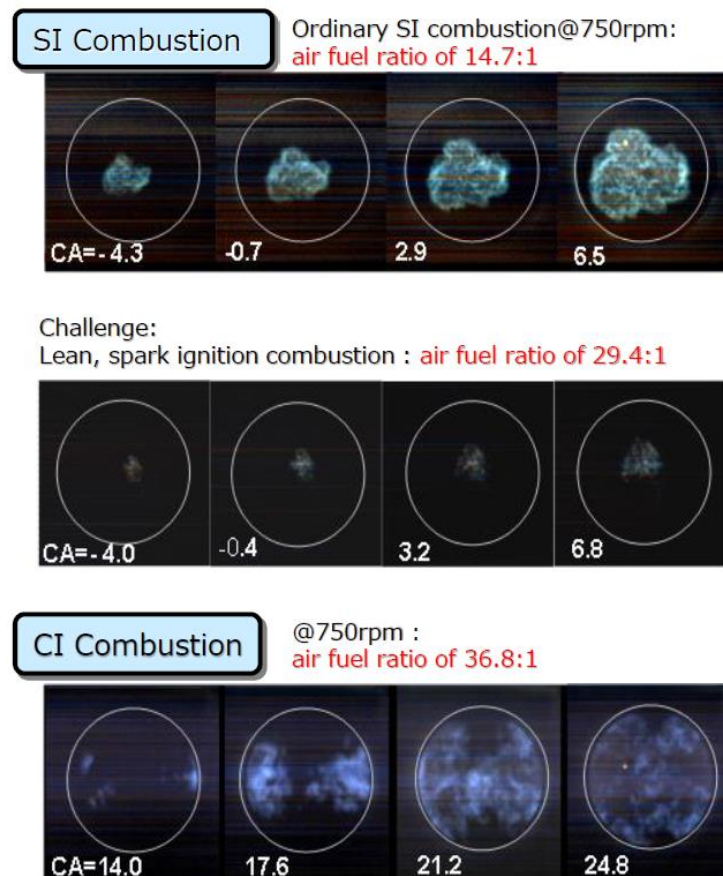 SI Combustion
Ordinary SI combustion@750rpm:
air fuel ratio of 14.7:1
CA=-4.3 -0.7 2.9 6.5
Challenge:
Lean, spark ignition combustion : air fuel ratio of 29.4:1
CA=-4.0 -0.4 3.2 6.8
CI Combustion
@750rpm :
air fuel ratio of 36.8:1
CA=14.0 17.6 21.2 24.8